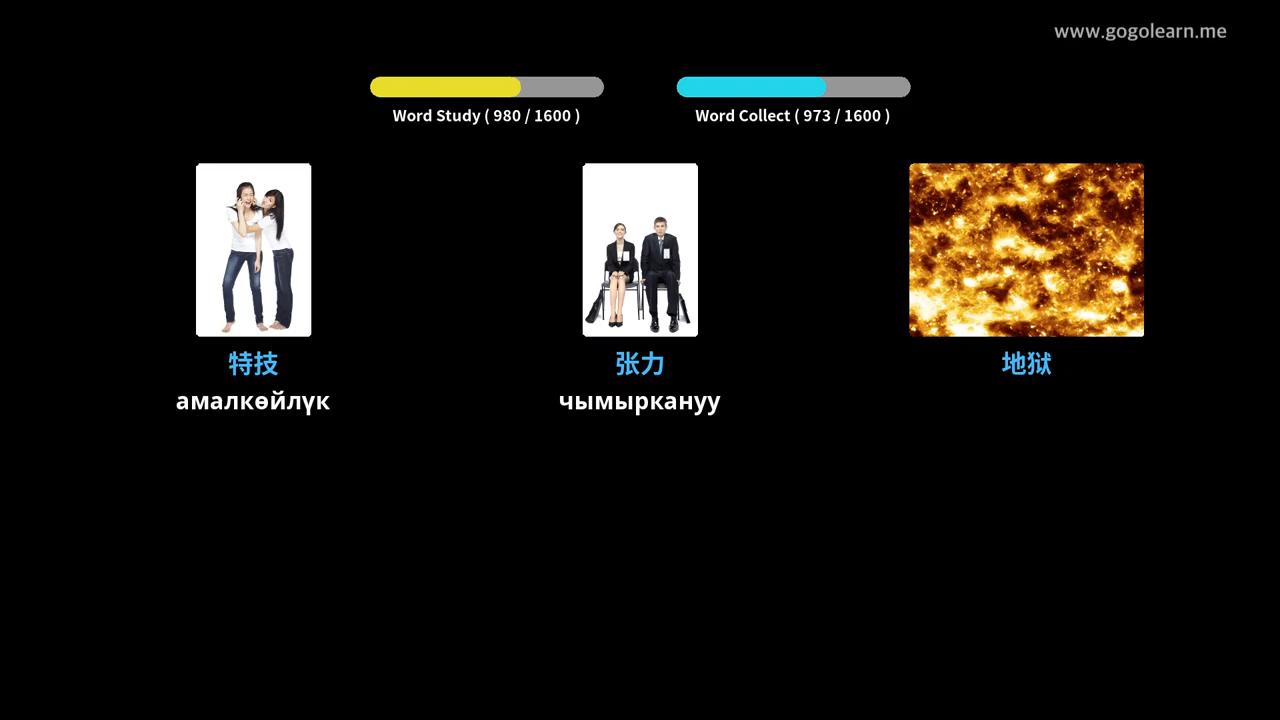 www.gogolearn.me
Word Study ( 980 / 1600 )
Word Collect ( 973 / 1600 )
特技
张力
地狱
амалкөйлүк
чымыркануу